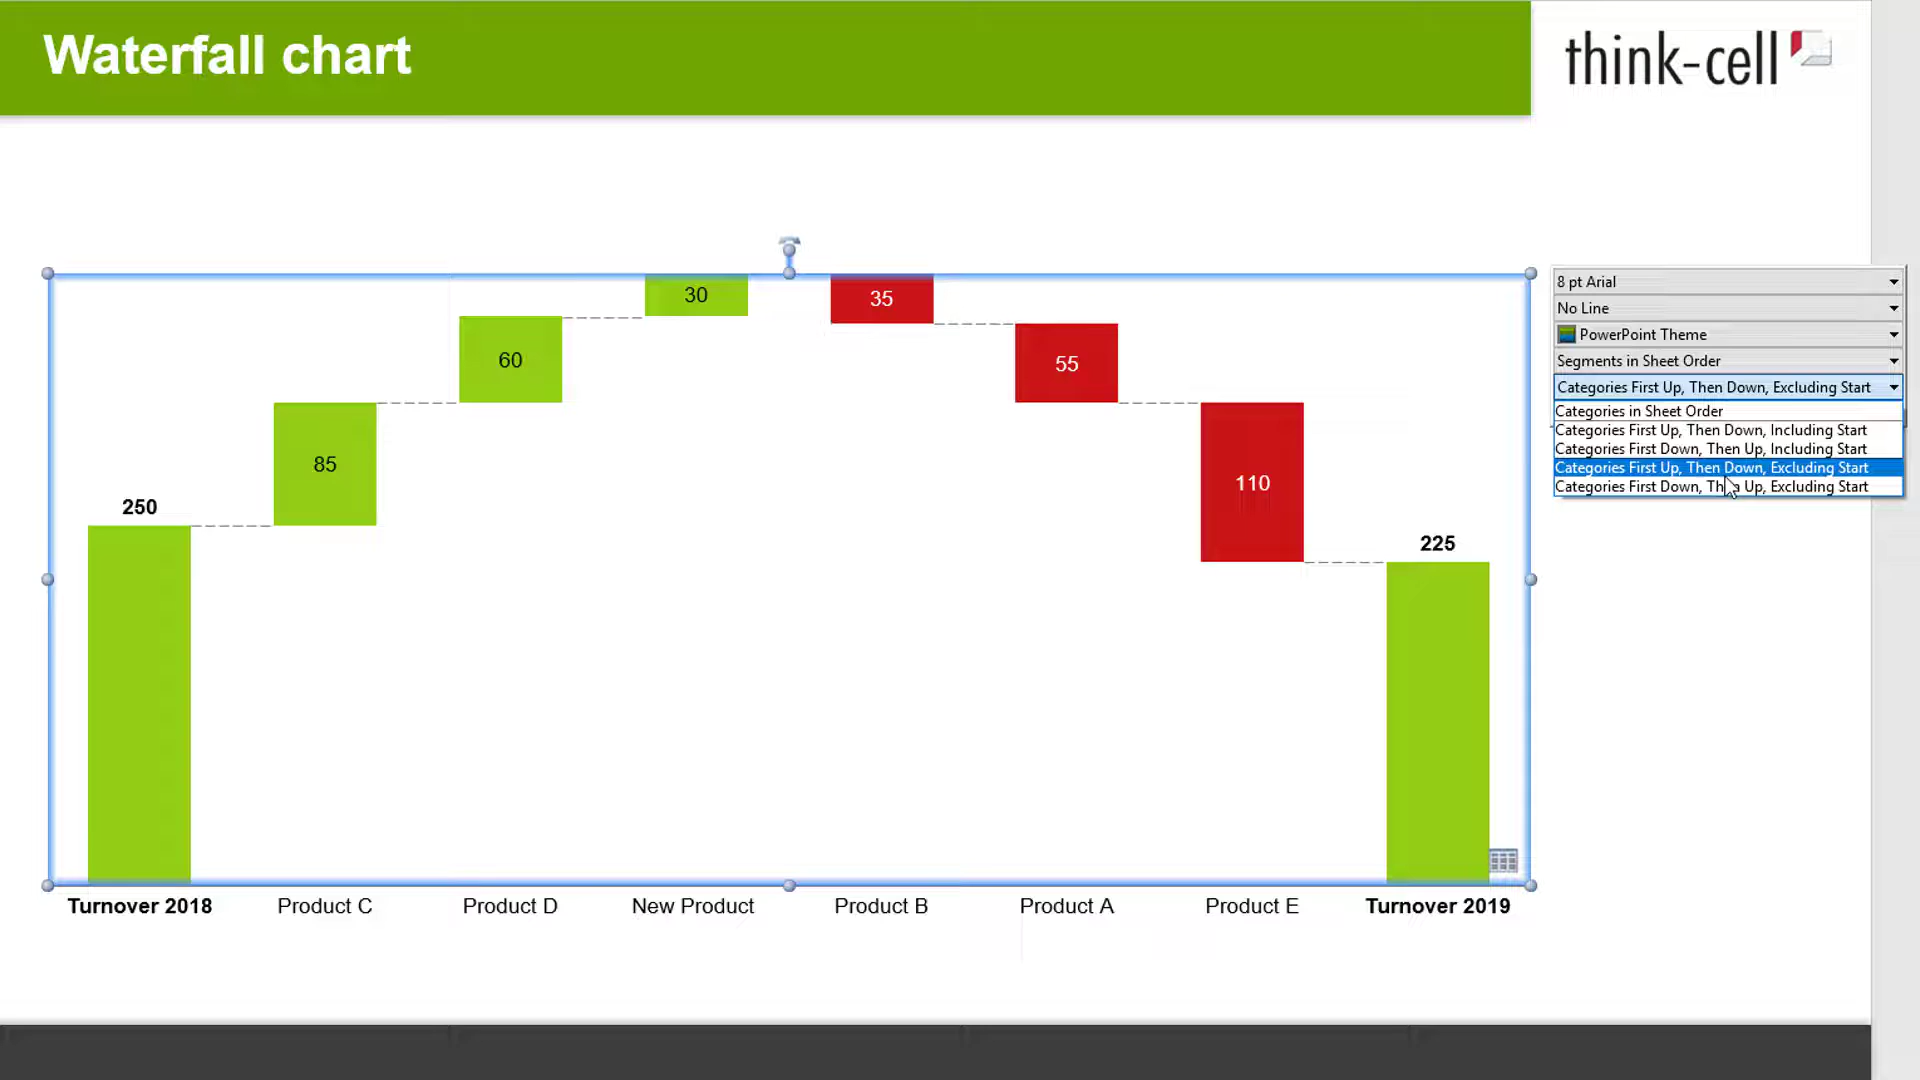 Waterfall chart
think-cell
8 pt Arial
No Line
PowerPoint Theme
Segments in Sheet Order
Categories First Up, Then Down, Excluding Start
Categories in Sheet Order
Categories First Up, Then Down, Including Start
Categories First Down, Then Up, Including Start
Categories First Up, Then Down, Excluding Start
Categories First Down, Then Up, Excluding Start
250
85
60
30
35
55
110
225
Turnover 2018
Product C
Product D
New Product
Product B
Product A
Product E
Turnover 2019